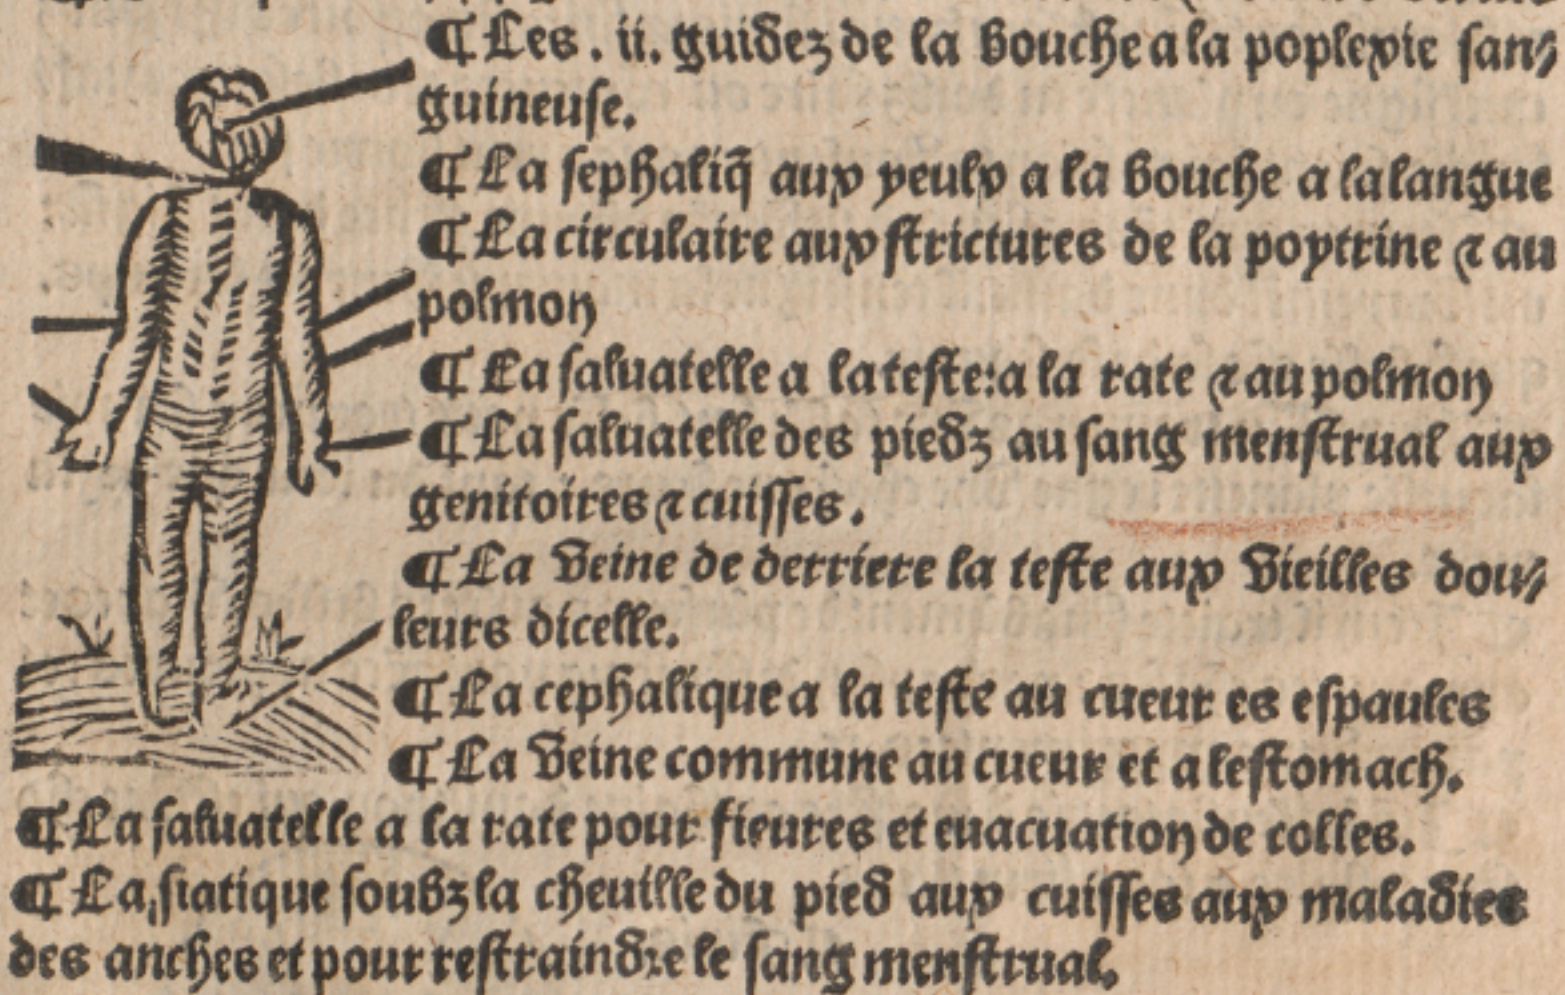 ¶ Les. ii. guidez de la bouche a la poplexie san⸗
guineuse.
¶ La sephaliq̃ aux yeulx a la bouche a la langue
¶ La circulaire aux strictures de la poytrine ⁊ au
polmon
¶ La saluatelle a la teste: a la rate ⁊ au polmon
¶ La saluatelle des piedz au sang menstrual aux
genitoires ⁊ cuisses.
¶ La veine de derriere la teste aux vieilles dou⸗
leurs dicelle.
¶ La cephalique a la teste au cueur es espaules
¶ La veine commune au cueur et a lestomach.
¶ La saluatelle a la rate pour fieures et euacuation de colles.
¶ La siatique soubz la cheuille du pied aux cuisses aux maladies
des anches et pour restraindre le sang menstrual.